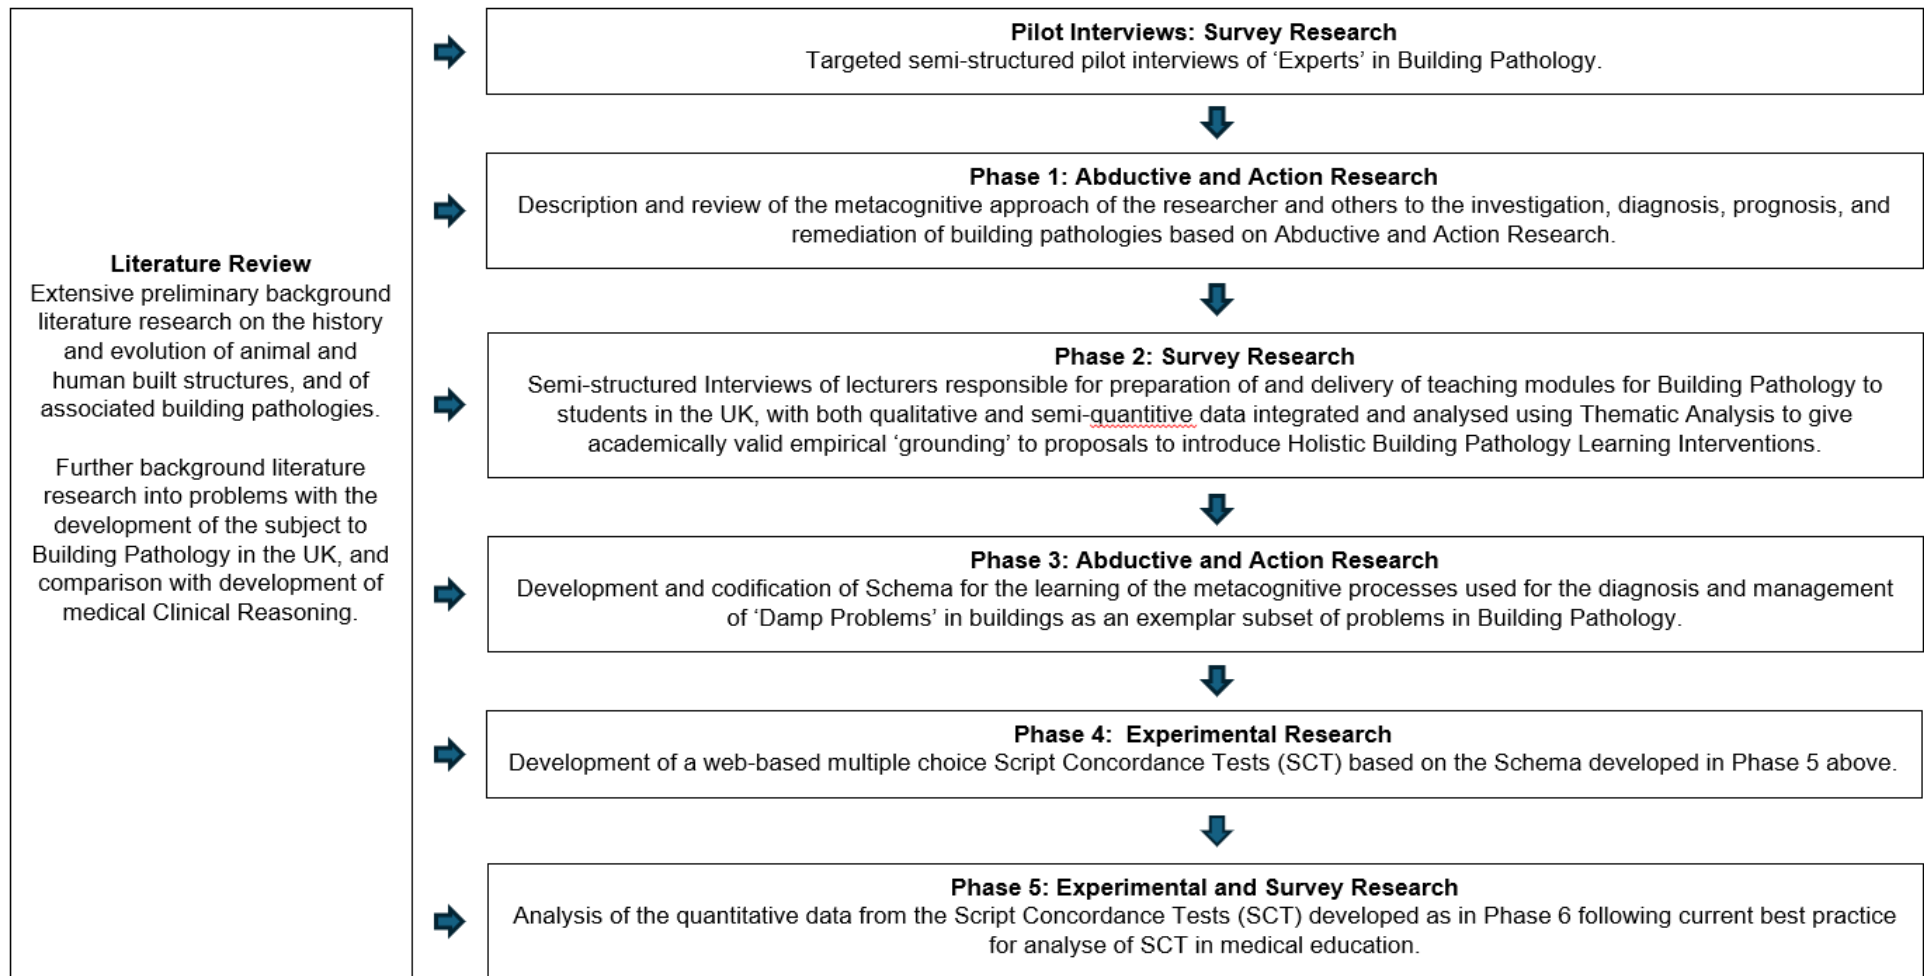 Literature Review
Extensive preliminary background
literature research on the history
and evolution of animal and
human built structures, and of
associated building pathologies.
Further background literature
research into problems with the
development of the subject to
Building Pathology in the UK, and
comparison with development of
medical Clinical Reasoning.
Pilot Interviews: Survey Research
Targeted semi-structured pilot interviews of ‘Experts’ in Building Pathology.
Phase 1: Abductive and Action Research
Description and review of the metacognitive approach of the researcher and others to the investigation, diagnosis, prognosis, and
remediation of building pathologies based on Abductive and Action Research.
Phase 2: Survey Research
Semi-structured Interviews of lecturers responsible for preparation of and delivery of teaching modules for Building Pathology to
students in the UK, with both qualitative and semi-quantitive data integrated and analysed using Thematic Analysis to give
academically valid empirical ‘grounding’ to proposals to introduce Holistic Building Pathology Learning Interventions.
Phase 3: Abductive and Action Research
Development and codification of Schema for the learning of the metacognitive processes used for the diagnosis and management
of ‘Damp Problems’ in buildings as an exemplar subset of problems in Building Pathology.
Phase 4:  Experimental Research
Development of a web-based multiple choice Script Concordance Tests (SCT) based on the Schema developed in Phase 5 above.
Phase 5: Experimental and Survey Research
Analysis of the quantitative data from the Script Concordance Tests (SCT) developed as in Phase 6 following current best practice
for analyse of SCT in medical education.